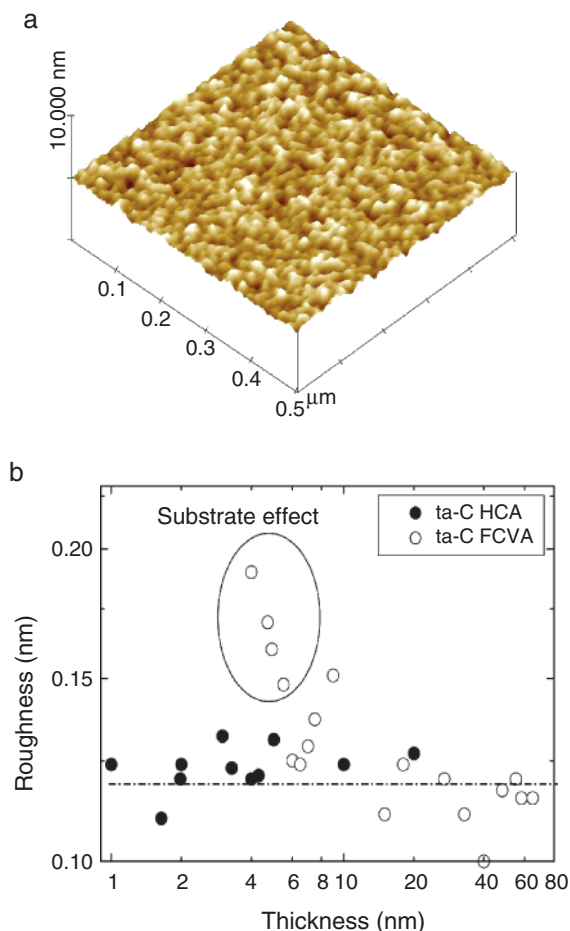 a
10.000 nm
0.1
0.2
0.3
0.4
0.5 µm
b
Substrate effect
ta-C HCA
ta-C FCVA
0.20
0.15
0.10
Roughness (nm)
1 2 4 6 8 10 20 40 60 80
Thickness (nm)